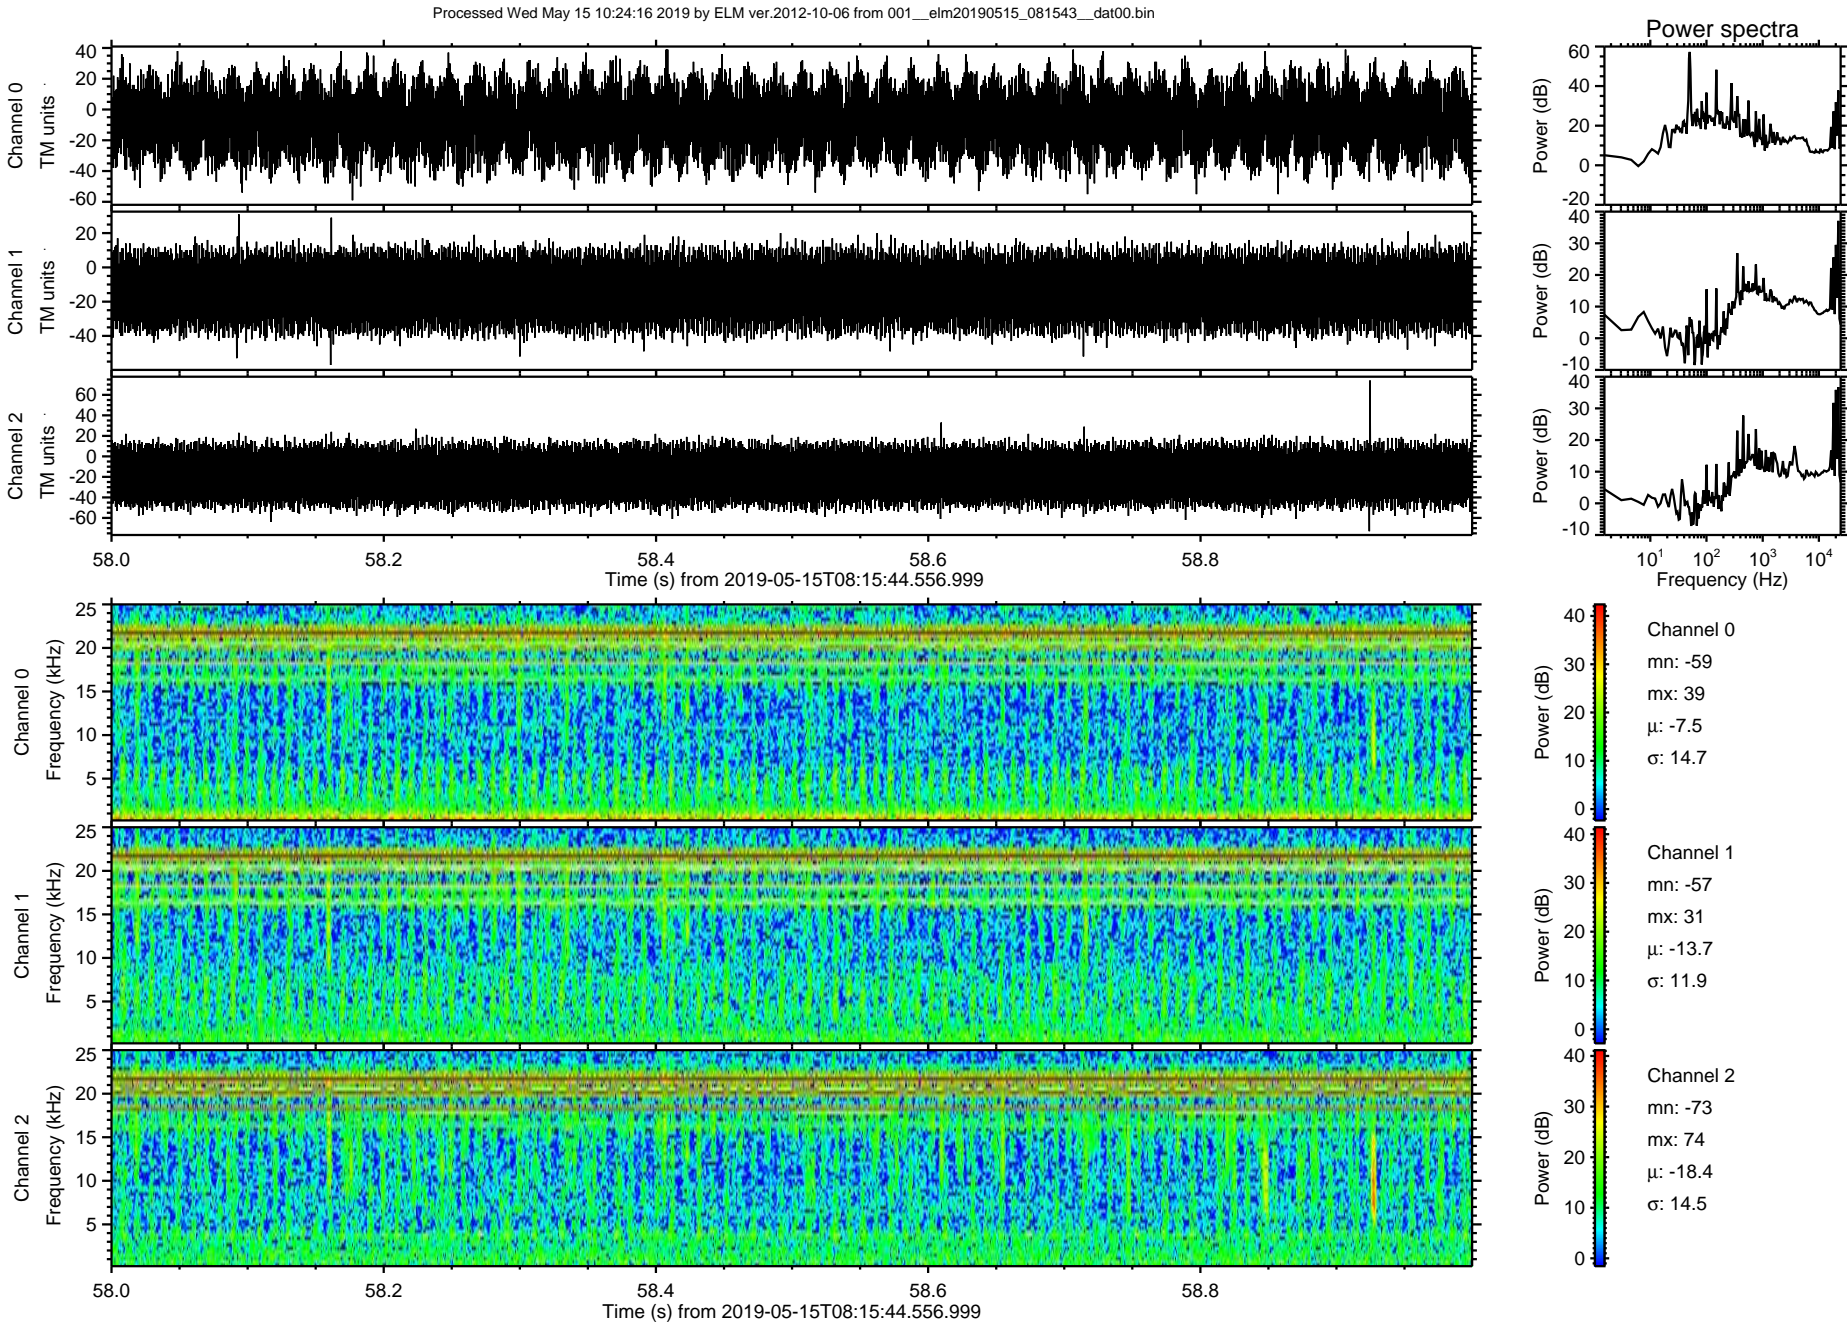 Processed Wed May 15 10:24:16 2019 by ELM ver.2012-10-06 from 001__elm20190515_081543__dat00.bin
Power spectra
Channel 0
TM units
40
20
0
-20
-40
-60
Power (dB)
60
40
20
0
-20
Channel 1
TM units
20
0
-20
-40
Power (dB)
40
30
20
10
0
-10
Channel 2
TM units
60
40
20
0
-20
-40
-60
Power (dB)
40
30
20
10
0
-10
58.0 58.2 58.4 58.6 58.8
Time (s) from 2019-05-15T08:15:44.556.999
10^1 10^2 10^3 10^4
Frequency (Hz)
Channel 0
Frequency (kHz)
25
20
15
10
5
Power (dB)
40
30
20
10
0
Channel 0
mn: -59
mx: 39
μ: -7.5
σ: 14.7
Channel 1
Frequency (kHz)
25
20
15
10
5
Power (dB)
40
30
20
10
0
Channel 1
mn: -57
mx: 31
μ: -13.7
σ: 11.9
Channel 2
Frequency (kHz)
25
20
15
10
5
Power (dB)
40
30
20
10
0
Channel 2
mn: -73
mx: 74
μ: -18.4
σ: 14.5
58.0 58.2 58.4 58.6 58.8
Time (s) from 2019-05-15T08:15:44.556.999